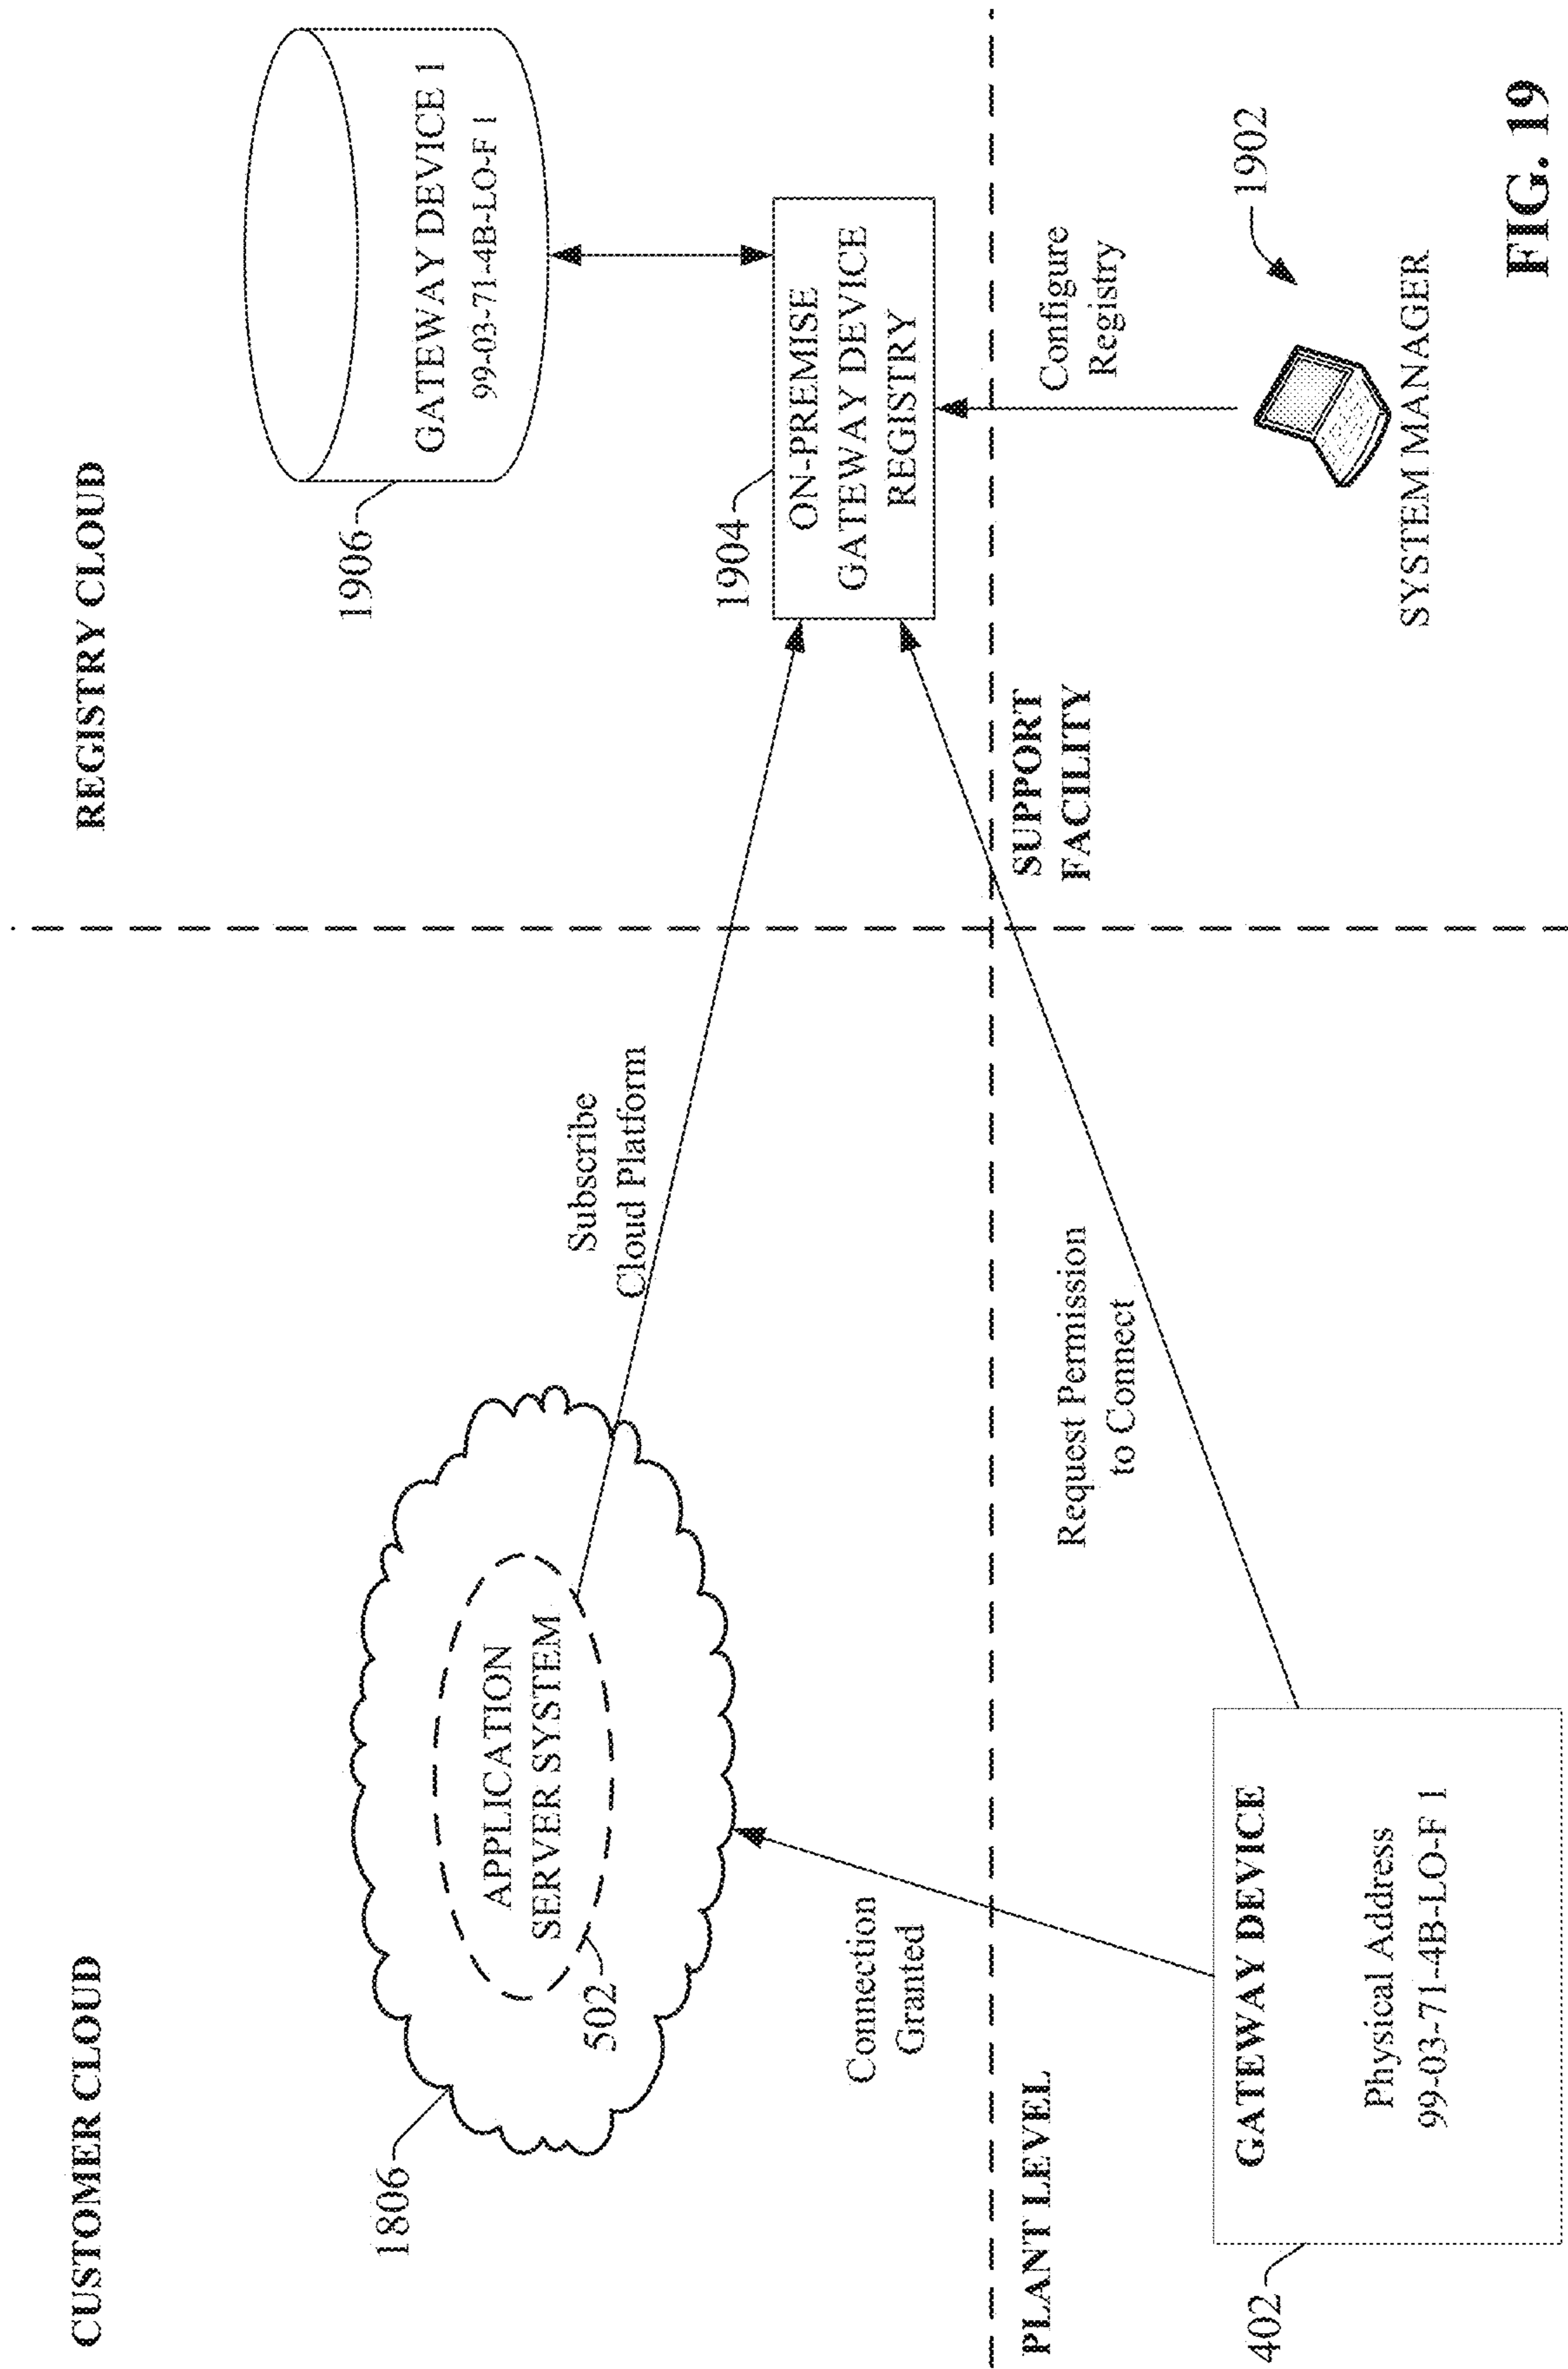 CUSTOMER CLOUD
REGISTRY CLOUD
1806
APPLICATION
SERVER SYSTEM
502
Subscribe
Cloud Platform
1906
GATEWAY DEVICE 1
99-03-71-4B-LO-F 1
1904
ON-PREMISE
GATEWAY DEVICE
REGISTRY
Connection
Granted
PLANT LEVEL
SUPPORT
FACILITY
Request Permission
to Connect
Configure
Registry
1902
402
GATEWAY DEVICE
Physical Address
99-03-71-4B-LO-F 1
SYSTEM MANAGER
FIG. 19